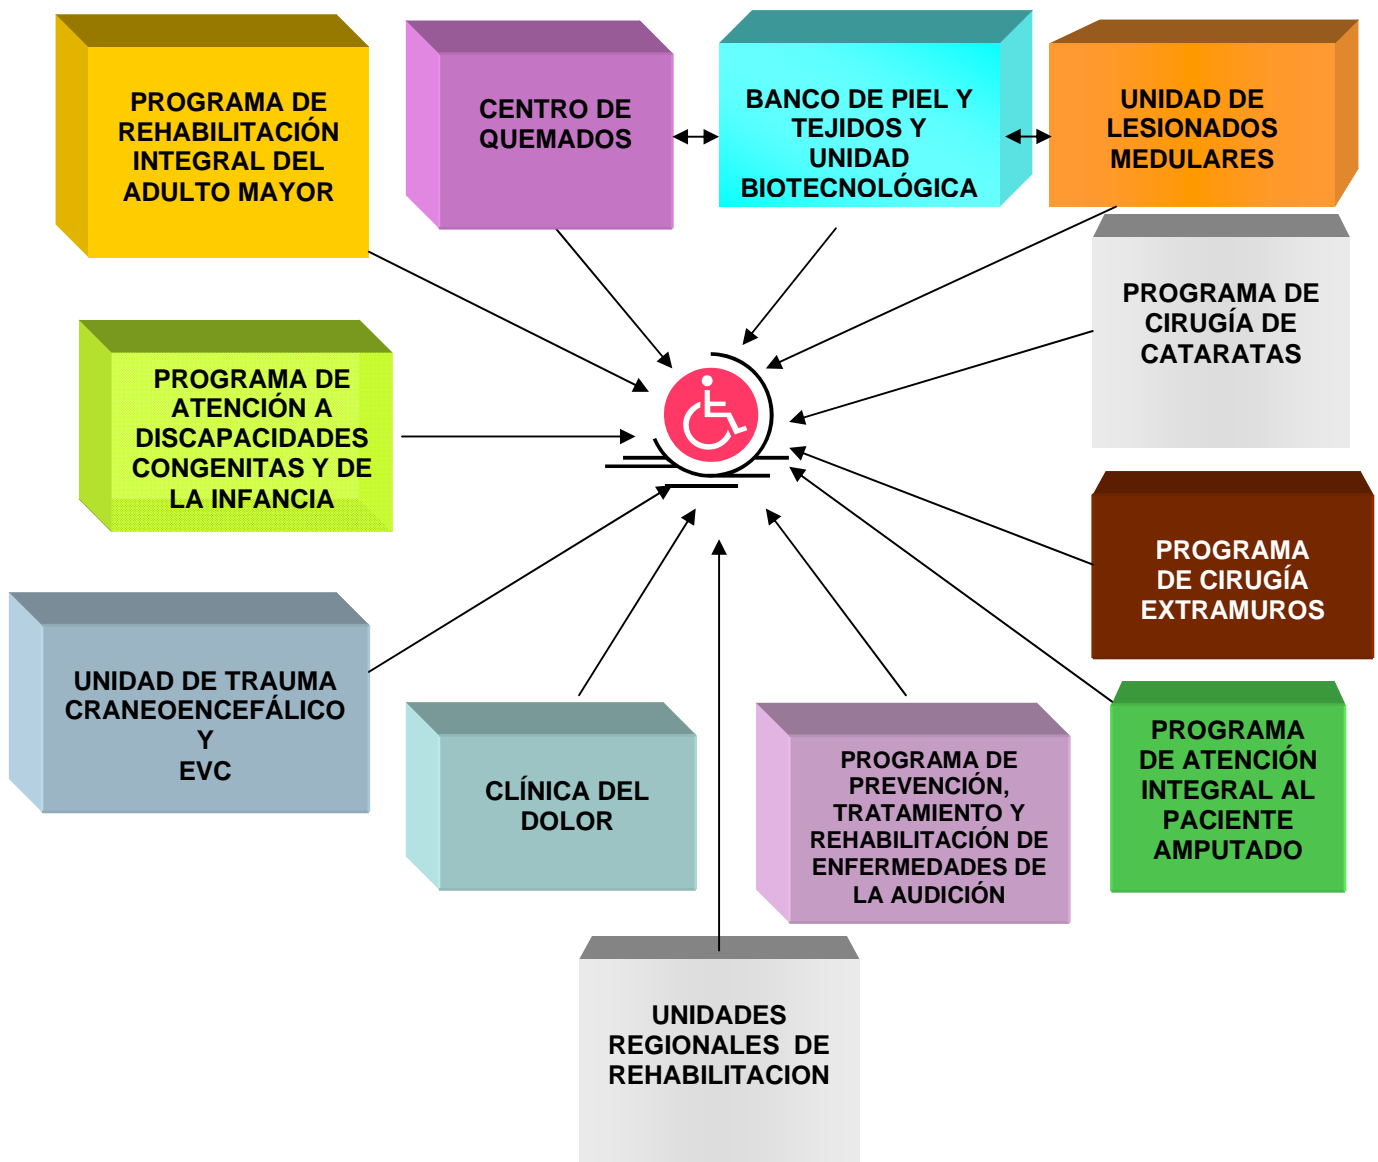 PROGRAMA DE
REHABILITACIÓN
INTEGRAL DEL
ADULTO MAYOR
CENTRO DE
QUEMADOS
BANCO DE PIEL Y
TEJIDOS Y
UNIDAD
BIOTECNOLÓGICA
UNIDAD DE
LESIONADOS
MEDULARES
PROGRAMA DE
CIRUGÍA DE
CATARATAS
PROGRAMA DE
ATENCIÓN A
DISCAPACIDADES
CONGENITAS Y DE
LA INFANCIA
PROGRAMA
DE CIRUGÍA
EXTRAMUROS
UNIDAD DE TRAUMA
CRANEOENCEFÁLICO
Y
EVC
CLÍNICA DEL
DOLOR
PROGRAMA DE
PREVENCIÓN,
TRATAMIENTO Y
REHABILITACIÓN DE
ENFERMEDADES DE
LA AUDICIÓN
PROGRAMA
DE ATENCIÓN
INTEGRAL AL
PACIENTE
AMPUTADO
UNIDADES
REGIONALES  DE
REHABILITACION